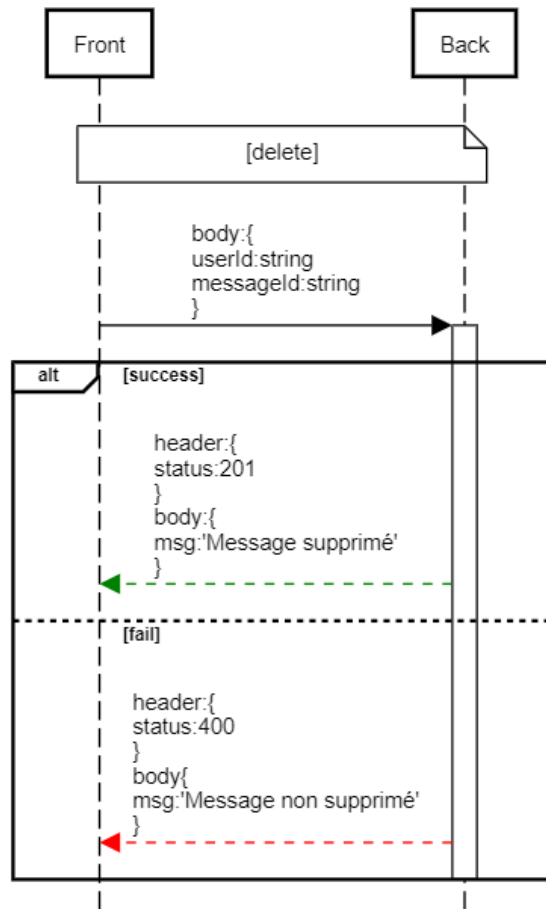 Front
Back
[delete]
body:{
userId:string
messageId:string
}
alt
[success]
header:{
status:201
}
body:{
msg:'Message supprimé'
}
[fail]
header:{
status:400
}
body{
msg:'Message non supprimé'
}